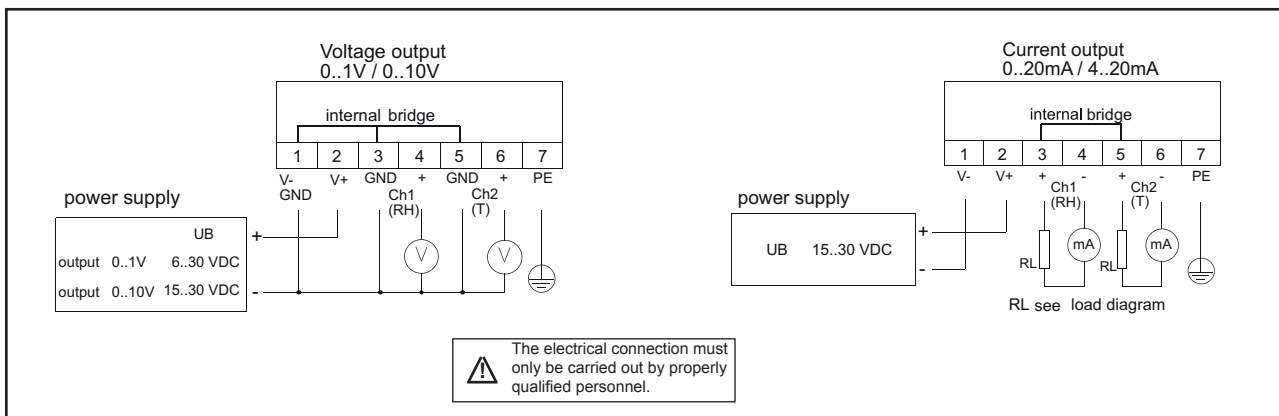 Voltage output
0..1V / 0..10V
internal bridge
1 2 3 4 5 6 7
V- V+ GND + GND + PE
GND
Ch1
(RH)
Ch2
(T)
power supply
UB
output 0..1V 6..30 VDC
output 0..10V 15..30 VDC
+
-
V
V
Current output
0..20mA / 4..20mA
internal bridge
1 2 3 4 5 6 7
V- V+ + - + - PE
Ch1
(RH)
Ch2
(T)
power supply
UB 15..30 VDC
+
-
RL
mA
RL
mA
RL see load diagram
The electrical connection must
only be carried out by properly
qualified personnel.